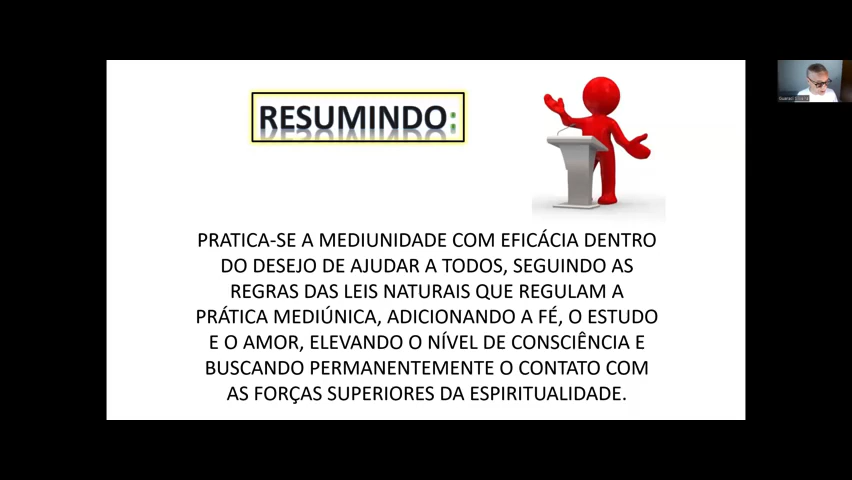 RESUMINDO:
PRATICA-SE A MEDIUNIDADE COM EFICÁCIA DENTRO
DO DESEJO DE AJUDAR A TODOS, SEGUINDO AS
REGRAS DAS LEIS NATURAIS QUE REGULAM A
PRÁTICA MEDIÚNICA, ADICIONANDO A FÉ, O ESTUDO
E O AMOR, ELEVANDO O NÍVEL DE CONSCIÊNCIA E
BUSCANDO PERMANENTEMENTE O CONTATO COM
AS FORÇAS SUPERIORES DA ESPIRITUALIDADE.